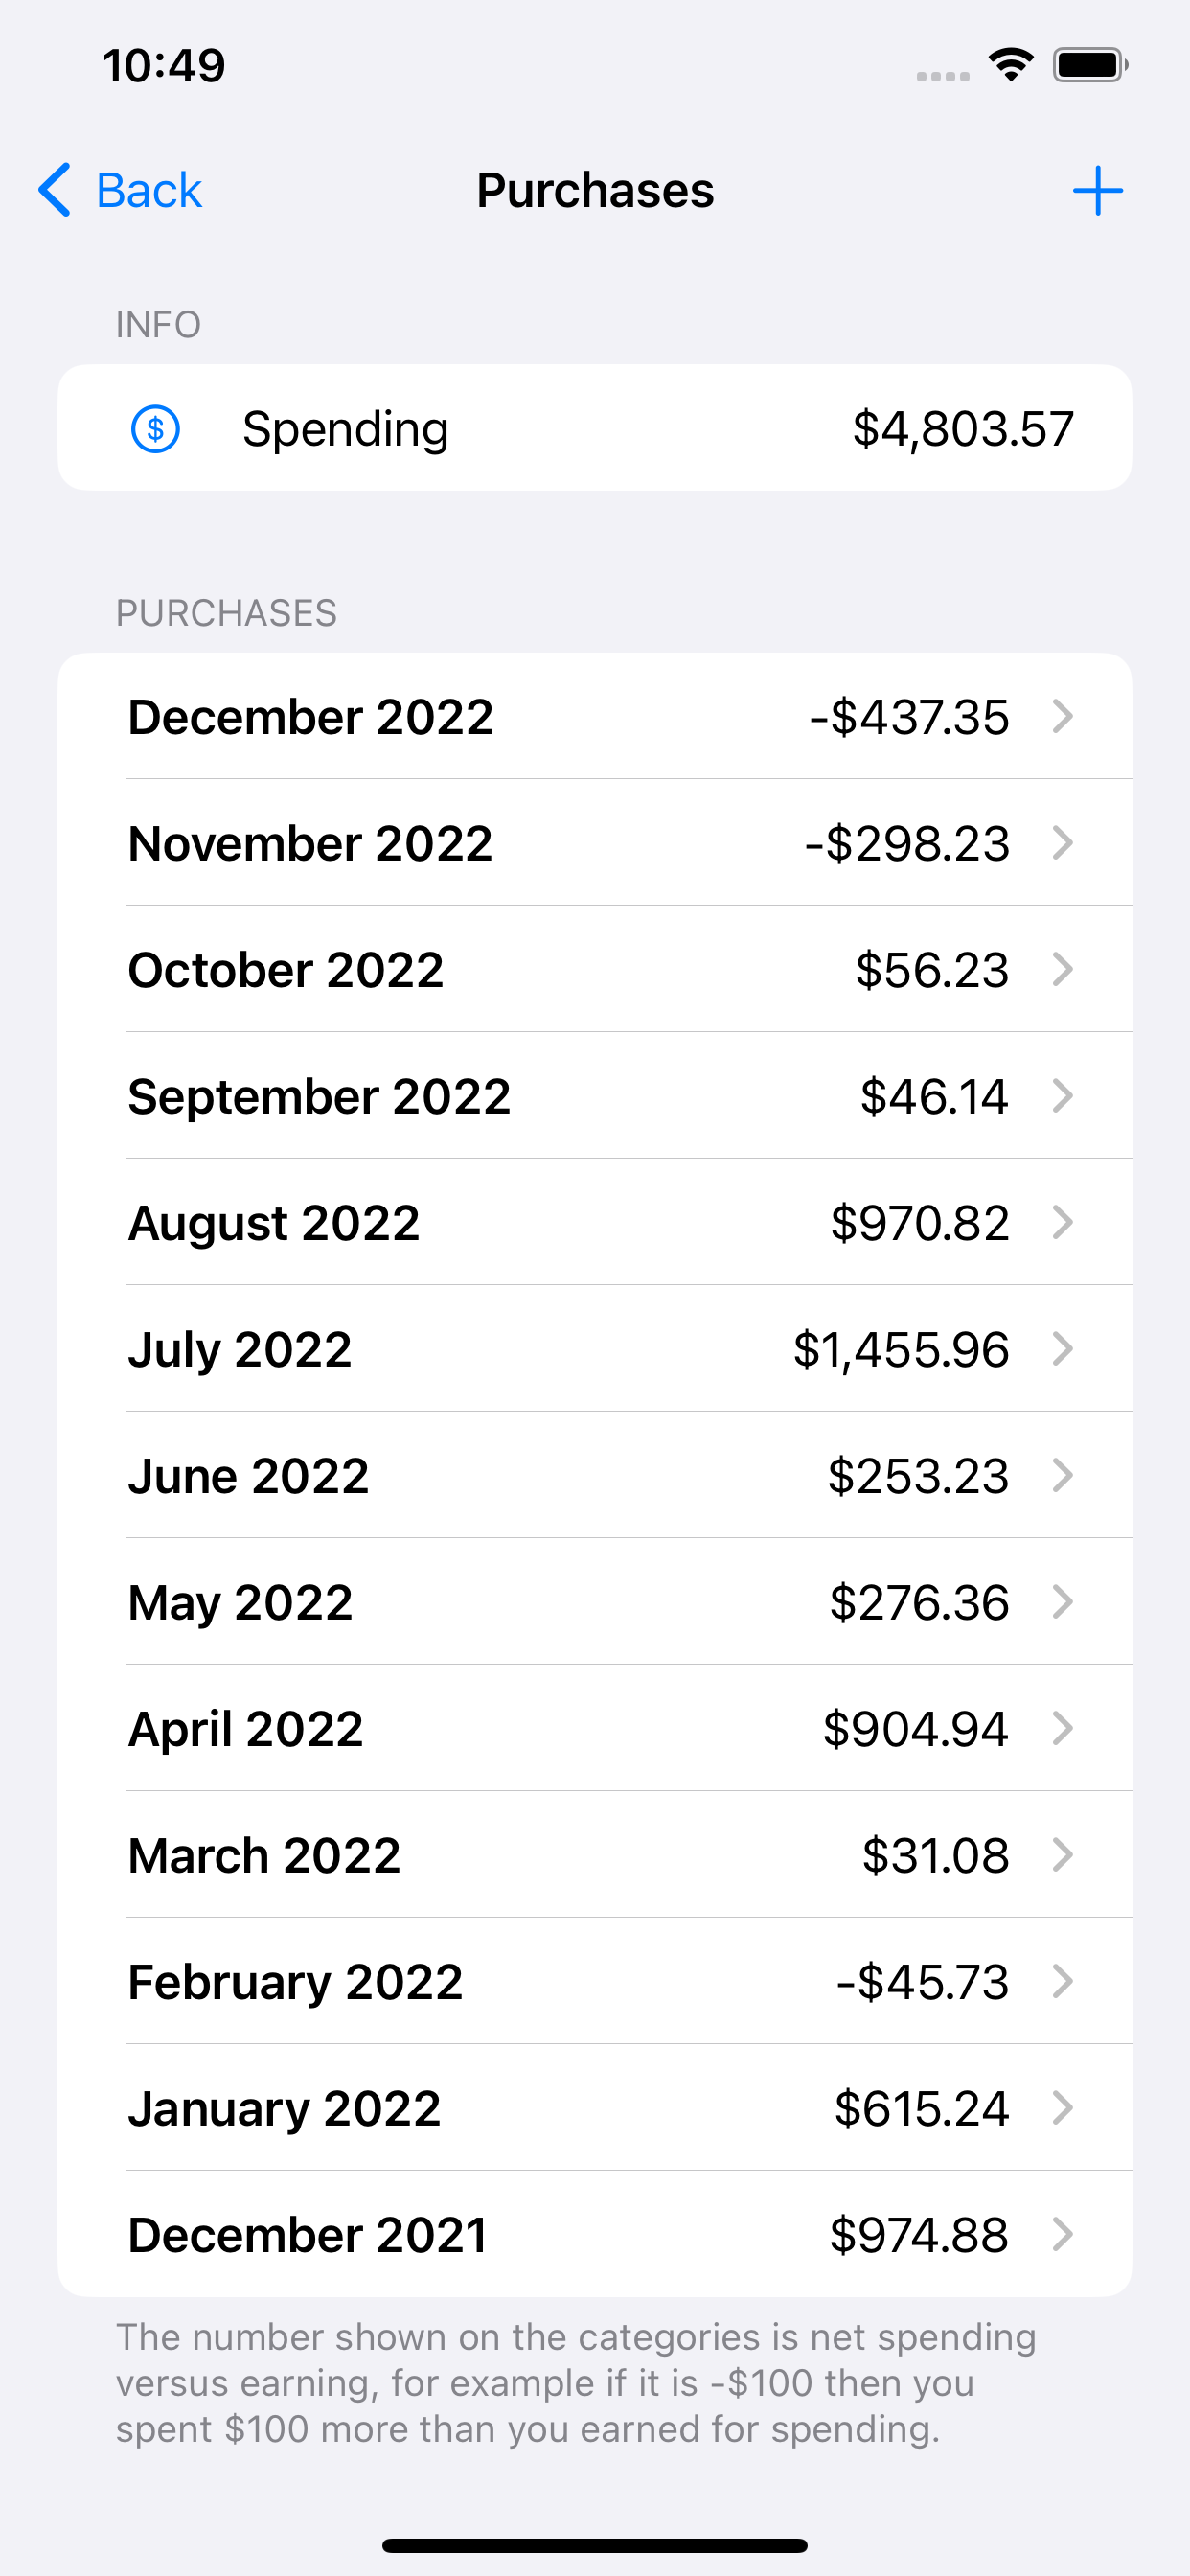 10:49
Back
Purchases
INFO
Spending $4,803.57
PURCHASES
December 2022 -$437.35
November 2022 -$298.23
October 2022 $56.23
September 2022 $46.14
August 2022 $970.82
July 2022 $1,455.96
June 2022 $253.23
May 2022 $276.36
April 2022 $904.94
March 2022 $31.08
February 2022 -$45.73
January 2022 $615.24
December 2021 $974.88
The number shown on the categories is net spending
versus earning, for example if it is -$100 then you
spent $100 more than you earned for spending.